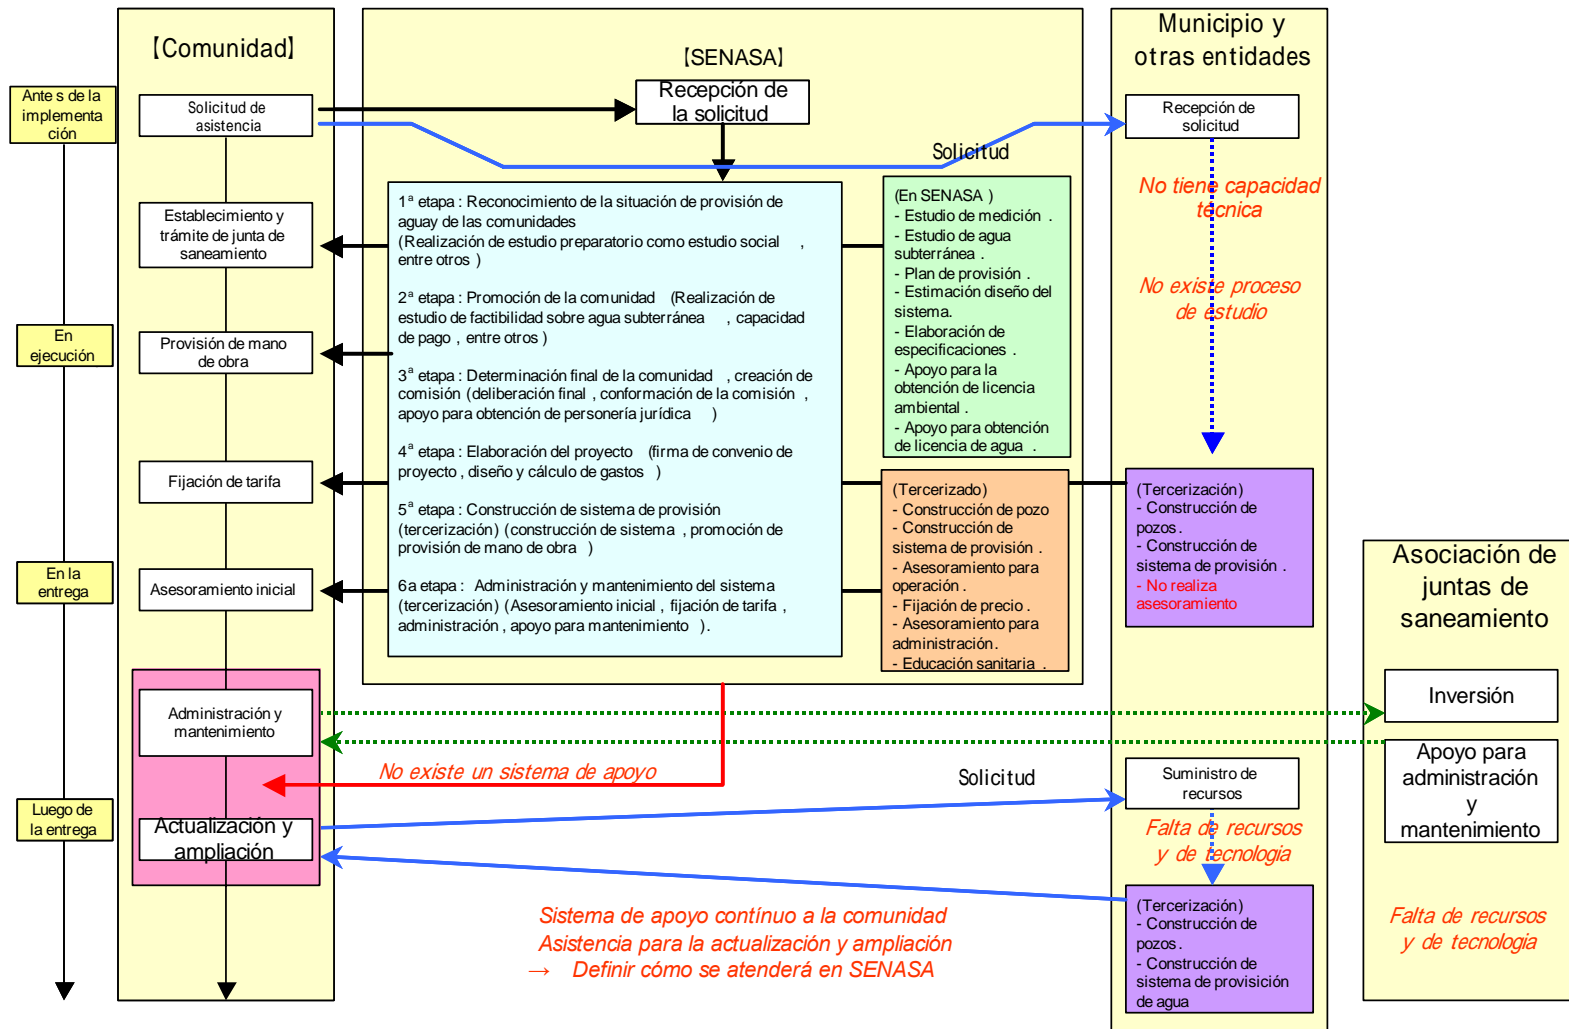 【Comunidad】
【SENASA】
Municipio y
otras entidades
Ante s de la
implementa
ción
Solicitud de
asistencia
Recepción de
la solicitud
Recepción de
solicitud
Solicitud
No tiene capacidad
técnica
No existe proceso
de estudio
Establecimiento y
trámite de junta de
saneamiento
1ª etapa : Reconocimiento de la situación de provisión de
aguay de las comunidades
(Realización de estudio preparatorio como estudio social , 
entre otros )
2ª etapa : Promoción de la comunidad (Realización de
estudio de factibilidad sobre agua subterránea , capacidad
de pago , entre otros )
3ª etapa : Determinación final de la comunidad , creación de
comisión (deliberación final , conformación de la comisión ,
apoyo para obtención de personería jurídica )
4ª etapa : Elaboración del proyecto (firma de convenio de
proyecto , diseño y cálculo de gastos )
5ª etapa : Construcción de sistema de provisión
(tercerización) (construcción de sistema , promoción de
provisión de mano de obra )
6a etapa : Administración y mantenimiento del sistema
(tercerización) (Asesoramiento inicial , fijación de tarifa ,
administración , apoyo para mantenimiento ).
(En SENASA )
- Estudio de medición .
- Estudio de agua
subterránea .
- Plan de provisión .
- Estimación diseño del
sistema.
- Elaboración de
especificaciones .
- Apoyo para la
obtención de licencia
ambiental .
- Apoyo para obtención
de licencia de agua .
En
ejecución
Provisión de mano
de obra
Fijación de tarifa
(Tercerizado)
- Construcción de pozo
- Construcción de
sistema de provisión .
- Asesoramiento para
operación .
- Fijación de precio .
- Asesoramiento para
administración.
- Educación sanitaria .
(Tercerización)
- Construcción de
pozos.
- Construcción de
sistema de provisión .
- No realiza
asesoramiento
En la
entrega
Asesoramiento inicial
Asociación de
juntas de
saneamiento
Inversión
Administración y
mantenimiento
Apoyo para
administración
y
mantenimiento
No existe un sistema de apoyo
Solicitud
Suministro de
recursos
Luego de
la entrega
Actualización y
ampliación
Falta de recursos
y de tecnología
(Tercerización)
- Construcción de
pozos.
- Construcción de
sistema de provisición
de agua
Falta de recursos
y de tecnología
Sistema de apoyo contínuo a la comunidad
Asistencia para la actualización y ampliación
→ Definir cómo se atenderá en SENASA